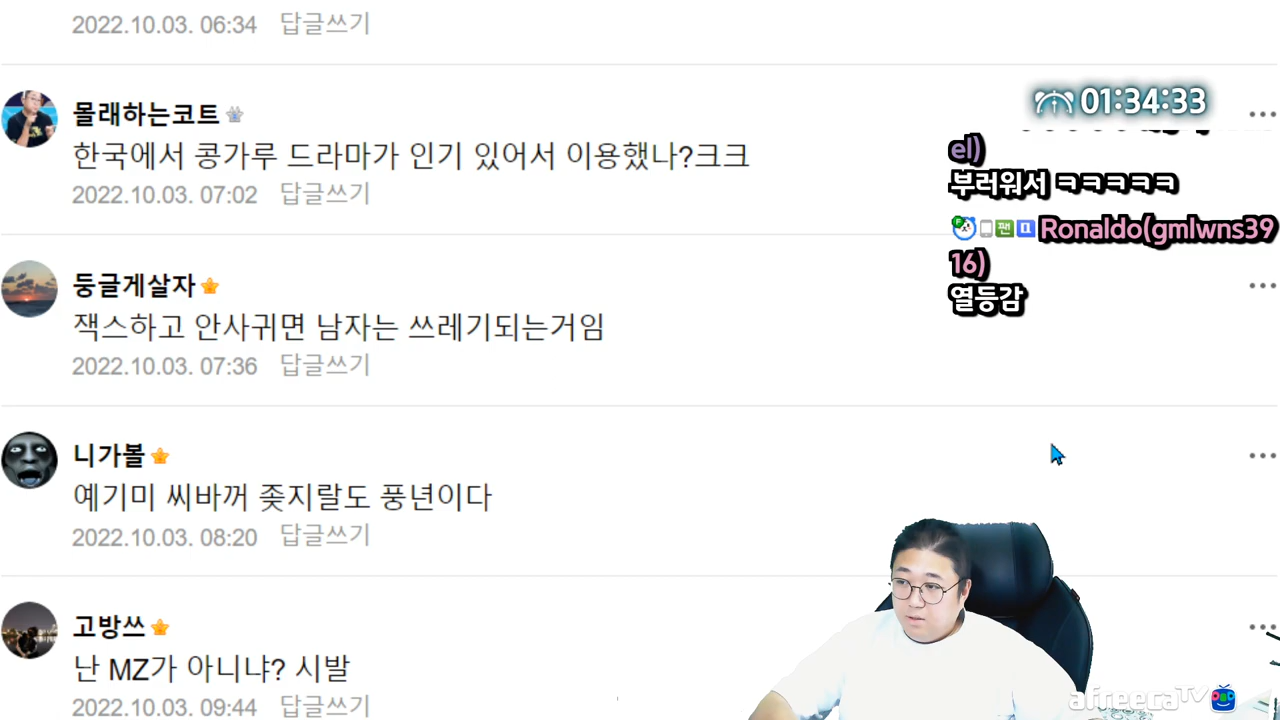 2022.10.03. 06:34 답글쓰기
몰래하는코트
한국에서 콩가루 드라마가 인기 있어서 이용했나?크크
2022.10.03. 07:02 답글쓰기
둥글게살자
잭스하고 안사귀면 남자는 쓰레기되는거임
2022.10.03. 07:36 답글쓰기
니가볼
예기미 씨바꺼 좆지랄도 풍년이다
2022.10.03. 08:20 답글쓰기
고방쓰
난 MZ가 아니냐? 시발
2022.10.03. 09:44 답글쓰기
01:34:33
el)
부러워서 ㅋㅋㅋㅋㅋ
F 팬 Ronaldo(gmlwns39
16)
열등감
afreecaTV